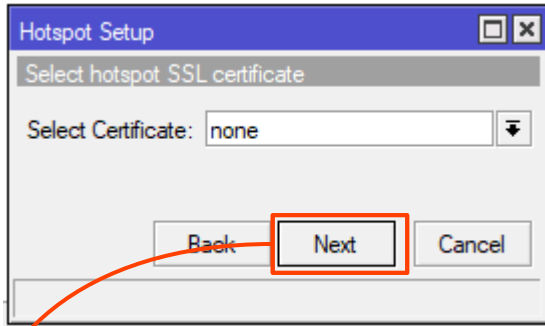 Hotspot Setup
Select hotspot SSL certificate
Select Certificate: none
Back Next Cancel